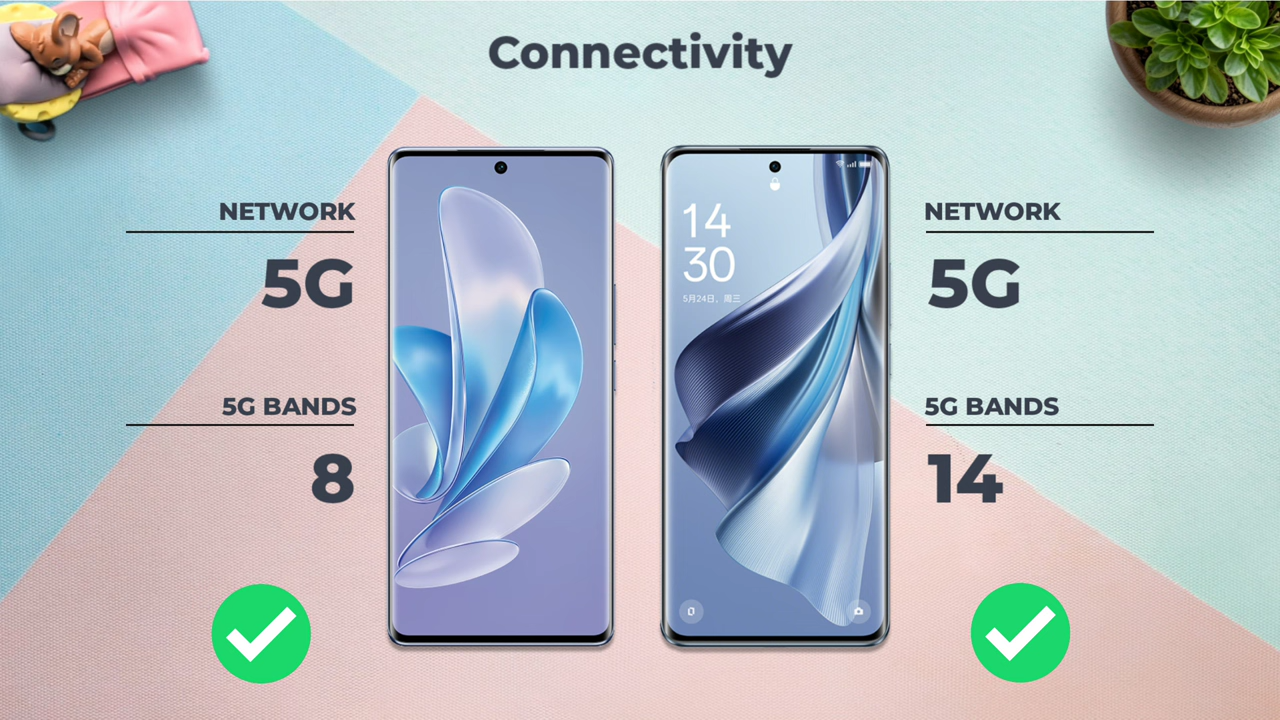 Connectivity
NETWORK
5G
5G BANDS
8
14
30
5月24日，周三
NETWORK
5G
5G BANDS
14